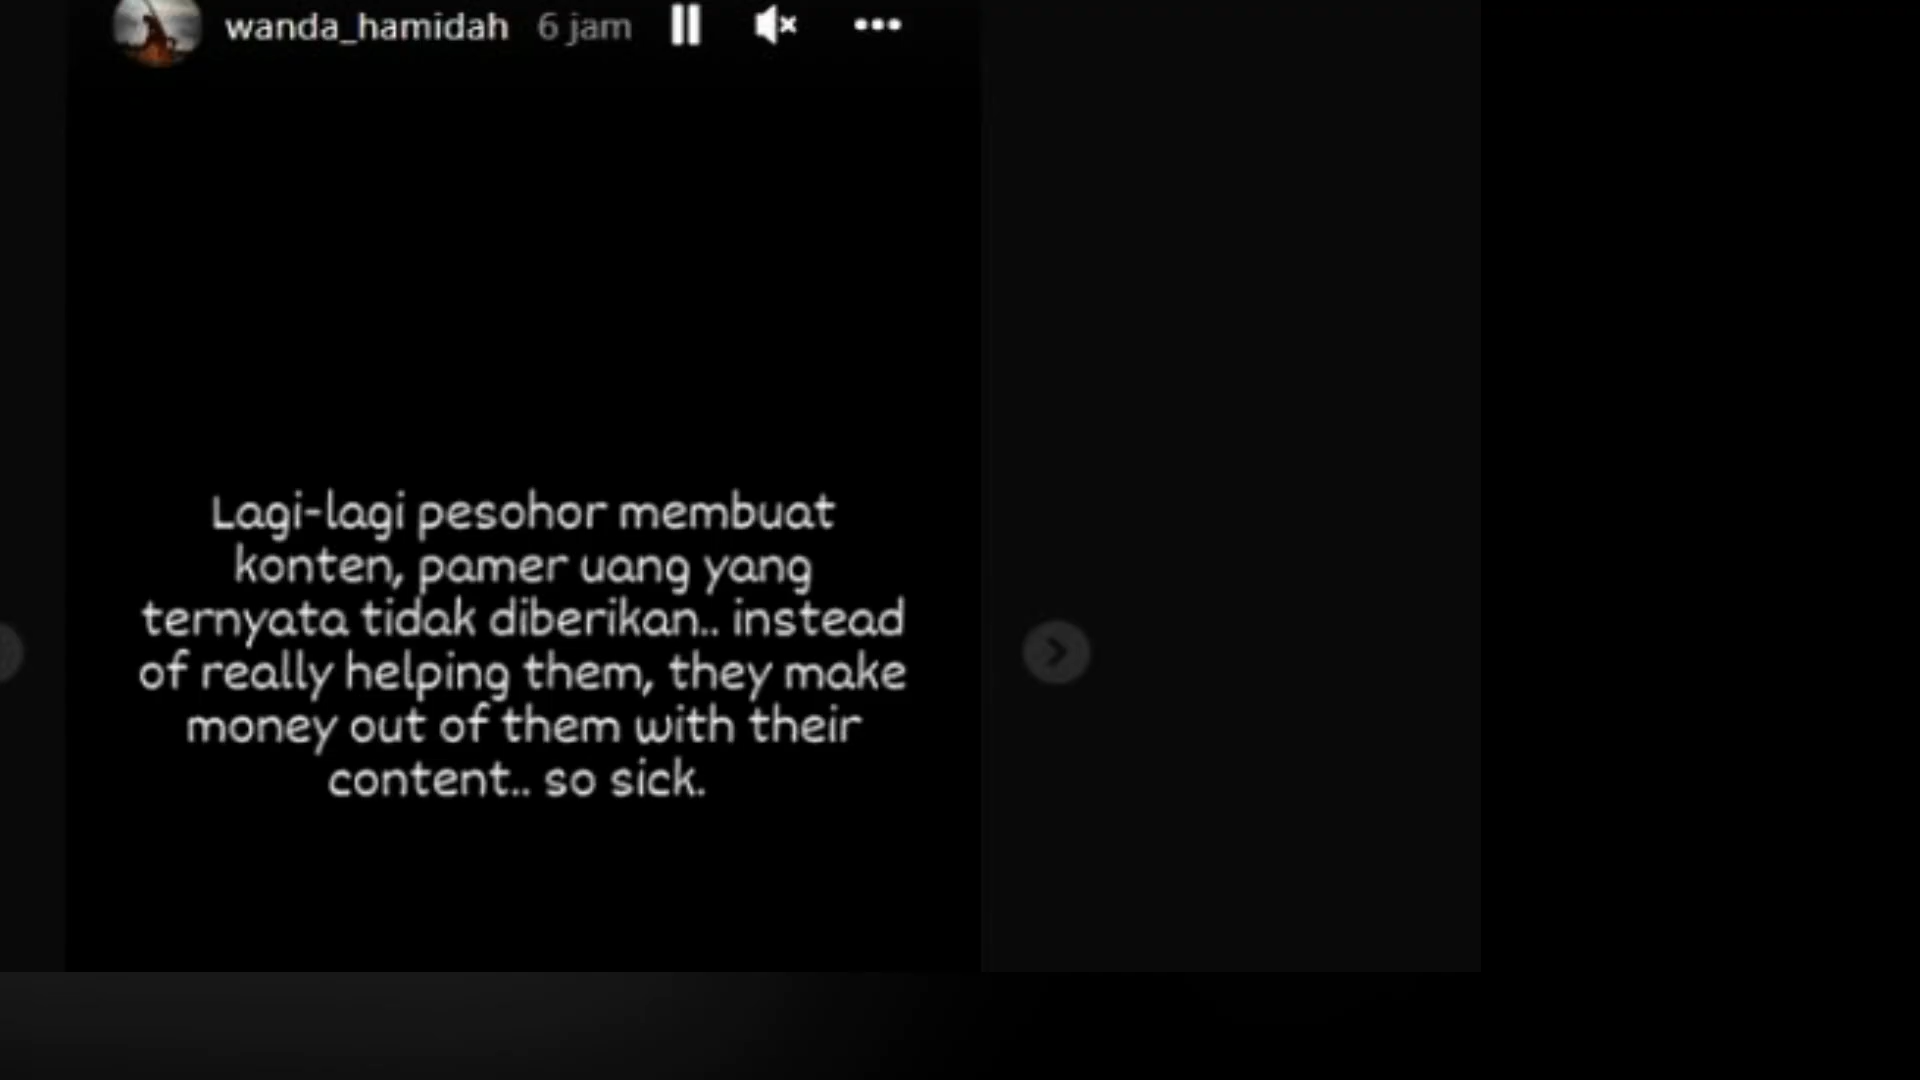 wanda_hamidah 6 jam
Lagi-lagi pesohor membuat
konten, pamer uang yang
ternyata tidak diberikan.. instead
of really helping them, they make
money out of them with their
content.. so sick.